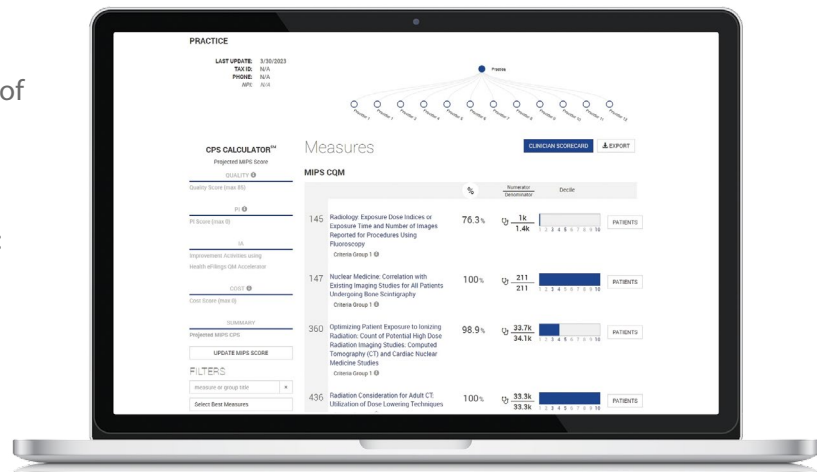 of
PRACTICE
LAST UPDATE: 3/30/2023
TAX ID: N/A
PHONE: N/A
NPI: N/A
Practice
CPS CALCULATOR℠
Projected MIPS Score
QUALITY
Quality Score (max 85)
PI
PI Score (max 0)
IA
Improvement Activities using
Health eFilings QM Accelerator
COST
Cost Score (max 0)
SUMMARY
Projected MIPS CPS
UPDATE MIPS SCORE
FILTERS
measure or group title ×
Select Best Measures
Measures
CLINICIAN SCORECARD
EXPORT
MIPS CQM
%
Numerator
Denominator
Decile
145 Radiology: Exposure Dose Indices or
Exposure Time and Number of Images
Reported for Procedures Using
Fluoroscopy
Criteria Group 1
76.3%
1k
1.4k
1 2 3 4 5 6 7 8 9 10
PATIENTS
147 Nuclear Medicine: Correlation with
Existing Imaging Studies for All Patients
Undergoing Bone Scintigraphy
Criteria Group 1
100%
211
211
1 2 3 4 5 6 7 8 9 10
PATIENTS
360 Optimizing Patient Exposure to Ionizing
Radiation: Count of Potential High Dose
Radiation Imaging Studies: Computed
Tomography (CT) and Cardiac Nuclear
Medicine Studies
Criteria Group 1
98.9%
33.7k
34.1k
1 2 3 4 5 6 7 8 9 10
PATIENTS
436 Radiation Consideration for Adult CT:
Utilization of Dose Lowering Techniques
100%
33.3k
33.3k
1 2 3 4 5 6 7 8 9 10
PATIENTS